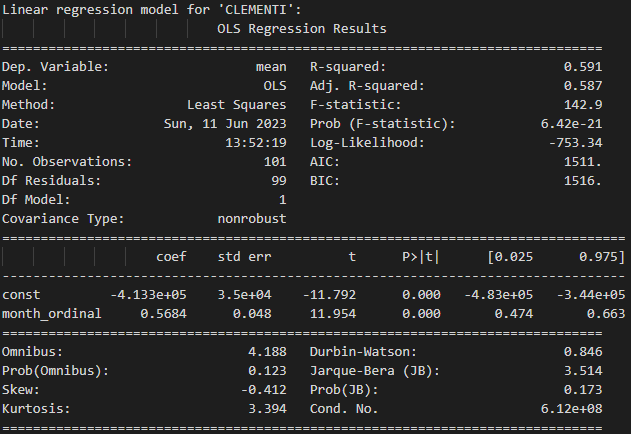 Linear regression model for 'CLEMENTI':
OLS Regression Results
==============================================================================
Dep. Variable: mean R-squared: 0.591
Model: OLS Adj. R-squared: 0.587
Method: Least Squares F-statistic: 142.9
Date: Sun, 11 Jun 2023 Prob (F-statistic): 6.42e-21
Time: 13:52:19 Log-Likelihood: -753.34
No. Observations: 101 AIC: 1511.
Df Residuals: 99 BIC: 1516.
Df Model: 1
Covariance Type: nonrobust
=================================================================================
coef std err t P>|t| [0.025 0.975]
---------------------------------------------------------------------------------
const -4.133e+05 3.5e+04 -11.792 0.000 -4.83e+05 -3.44e+05
month_ordinal 0.5684 0.048 11.954 0.000 0.474 0.663
==============================================================================
Omnibus: 4.188 Durbin-Watson: 0.846
Prob(Omnibus): 0.123 Jarque-Bera (JB): 3.514
Skew: -0.412 Prob(JB): 0.173
Kurtosis: 3.394 Cond. No. 6.12e+08
==============================================================================